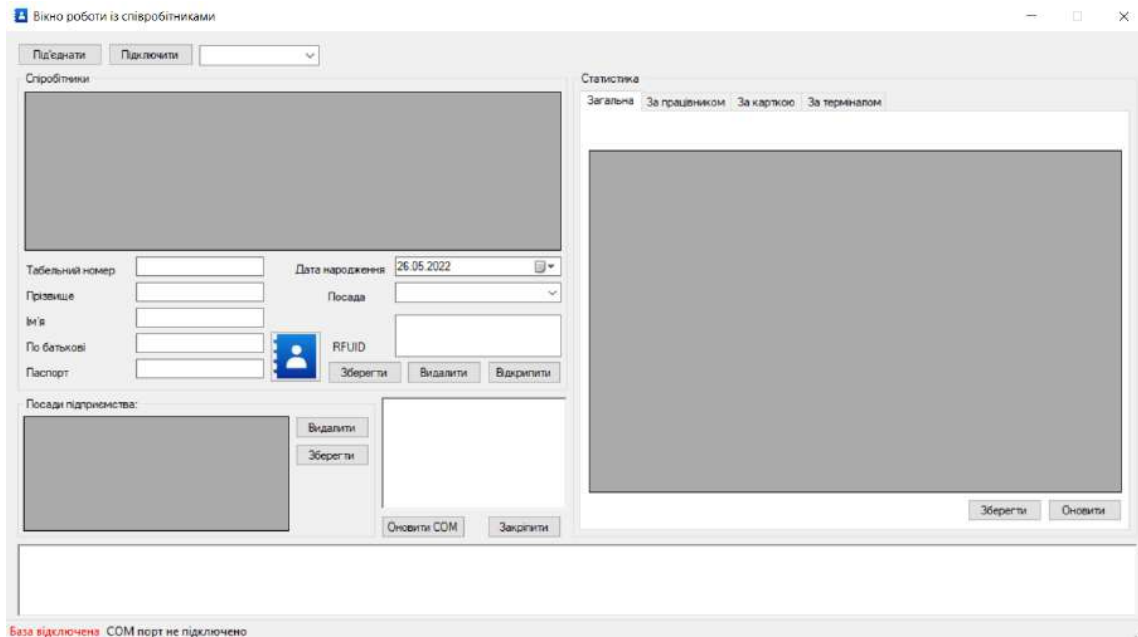 Вікно роботи із співробітниками
Під'єднати Підключити
Спіробітники
Табельний номер
Прізвище
Ім'я
По батькові
Паспорт
Дата народження 26.05.2022
Посада
RFUID
Зберегти Видалити Відкрипити
Посади підприємства:
Видалити
Зберегти
Оновити COM Закріпити
Статистика
Загальна За працівником За карткою За терміналом
Зберегти Оновити
База відключена COM порт не підключено